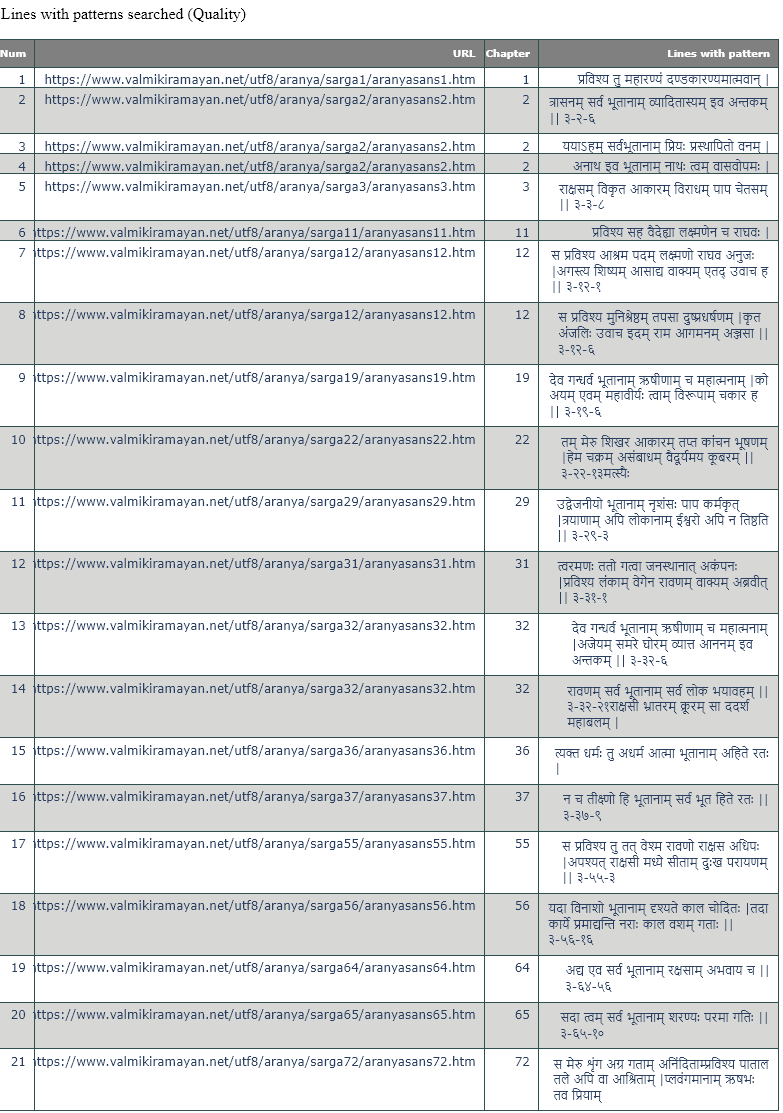 Lines with patterns searched (Quality)
Num URL Chapter Lines with pattern
1 https://www.valmikiramayan.net/utf8/aranya/sarga1/aranyasans1.htm 1 प्रविश्य तु महारण्यं दण्डकारण्यमात्मवान् |
2 https://www.valmikiramayan.net/utf8/aranya/sarga2/aranyasans2.htm 2 त्रासनम् सर्व भूतानाम् व्यादितास्यम् इव अन्तकम्
|| ३-२-६
3 https://www.valmikiramayan.net/utf8/aranya/sarga2/aranyasans2.htm 2 ययाऽहम् सर्वभूतानाम् प्रियः प्रस्थापितो वनम् |
4 https://www.valmikiramayan.net/utf8/aranya/sarga2/aranyasans2.htm 2 अनाथ इव भूतानाम् नाथः त्वम् वासवोपमः |
5 https://www.valmikiramayan.net/utf8/aranya/sarga3/aranyasans3.htm 3 राक्षसम् विकृत आकारम् विराधम् पाप चेतसम्
|| ३-३-८
6 ttps://www.valmikiramayan.net/utf8/aranya/sarga11/aranyasans11.htm 11 प्रविश्य सह वैदेह्या लक्ष्मणेन च राघवः |
7 ttps://www.valmikiramayan.net/utf8/aranya/sarga12/aranyasans12.htm 12 स प्रविश्य आश्रम पदम् लक्ष्मणो राघव अनुजः
|अगस्त्य शिष्यम् आसाद्य वाक्यम् एतद् उवाच ह
|| ३-१२-१
8 ttps://www.valmikiramayan.net/utf8/aranya/sarga12/aranyasans12.htm 12 स प्रविश्य मुनिश्रेष्ठम् तपसा दुष्प्रधर्षणम् |कृत
अंजलिः उवाच इदम् राम आगमनम् अञ्जसा ||
३-१२-६
9 ttps://www.valmikiramayan.net/utf8/aranya/sarga19/aranyasans19.htm 19 देव गन्धर्व भूतानाम् ऋषीणाम् च महात्मनाम् |को
अयम् एवम् महावीर्यः त्वाम् विरूपाम् चकार ह
|| ३-१९-६
10 ttps://www.valmikiramayan.net/utf8/aranya/sarga22/aranyasans22.htm 22 तम् मेरु शिखर आकारम् तप्त कांचन भूषणम्
|हेम चक्रम् असंबाधम् वैदूर्यमय कूबरम् ||
३-२२-१३मत्स्यैः
11 ttps://www.valmikiramayan.net/utf8/aranya/sarga29/aranyasans29.htm 29 उद्वेजनीयो भूतानाम् नृशंसः पाप कर्मकृत्
|त्रयाणाम् अपि लोकानाम् ईश्वरो अपि न तिष्ठति
|| ३-२९-३
12 ttps://www.valmikiramayan.net/utf8/aranya/sarga31/aranyasans31.htm 31 त्वरमणः ततो गत्वा जनस्थानात् अकंपनः
|प्रविश्य लंकाम् वेगेन रावणम् वाक्यम् अब्रवीत्
|| ३-३१-१
13 ttps://www.valmikiramayan.net/utf8/aranya/sarga32/aranyasans32.htm 32 देव गन्धर्व भूतानाम् ऋषीणाम् च महात्मनाम्
|अजेयम् समरे घोरम् व्यात्त आननम् इव
अन्तकम् || ३-३२-६
14 ttps://www.valmikiramayan.net/utf8/aranya/sarga32/aranyasans32.htm 32 रावणम् सर्व भूतानाम् सर्व लोक भयावहम् ||
३-३२-२१राक्षसी भ्रातरम् क्रूरम् सा ददर्श
महाबलम् |
15 ttps://www.valmikiramayan.net/utf8/aranya/sarga36/aranyasans36.htm 36 त्यक्त धर्मः तु अधर्म आत्मा भूतानाम् अहिते रतः
|
16 ttps://www.valmikiramayan.net/utf8/aranya/sarga37/aranyasans37.htm 37 न च तीक्ष्णो हि भूतानाम् सर्व भूत हिते रतः ||
३-३७-९
17 ttps://www.valmikiramayan.net/utf8/aranya/sarga55/aranyasans55.htm 55 स प्रविश्य तु तत् वेश्म रावणो राक्षस अधिपः
|अपश्यत् राक्षसी मध्ये सीताम् दुःख परायणम्
|| ३-५५-३
18 ttps://www.valmikiramayan.net/utf8/aranya/sarga56/aranyasans56.htm 56 यदा विनाशो भूतानाम् दृश्यते काल चोदितः |तदा
कार्ये प्रमाद्यन्ति नराः काल वशम् गताः ||
३-५६-१६
19 ttps://www.valmikiramayan.net/utf8/aranya/sarga64/aranyasans64.htm 64 अद्य एव सर्व भूतानाम् रक्षसाम् अभवाय च ||
३-६४-५६
20 ttps://www.valmikiramayan.net/utf8/aranya/sarga65/aranyasans65.htm 65 सदा त्वम् सर्व भूतानाम् शरण्यः परमा गतिः ||
३-६५-१०
21 ttps://www.valmikiramayan.net/utf8/aranya/sarga72/aranyasans72.htm 72 स मेरु शृंग अग्र गताम् अनिंदिताम्प्रविश्य पाताल
तले अपि वा आश्रिताम् |प्लवंगमानाम् ऋषभः
तव प्रियाम्